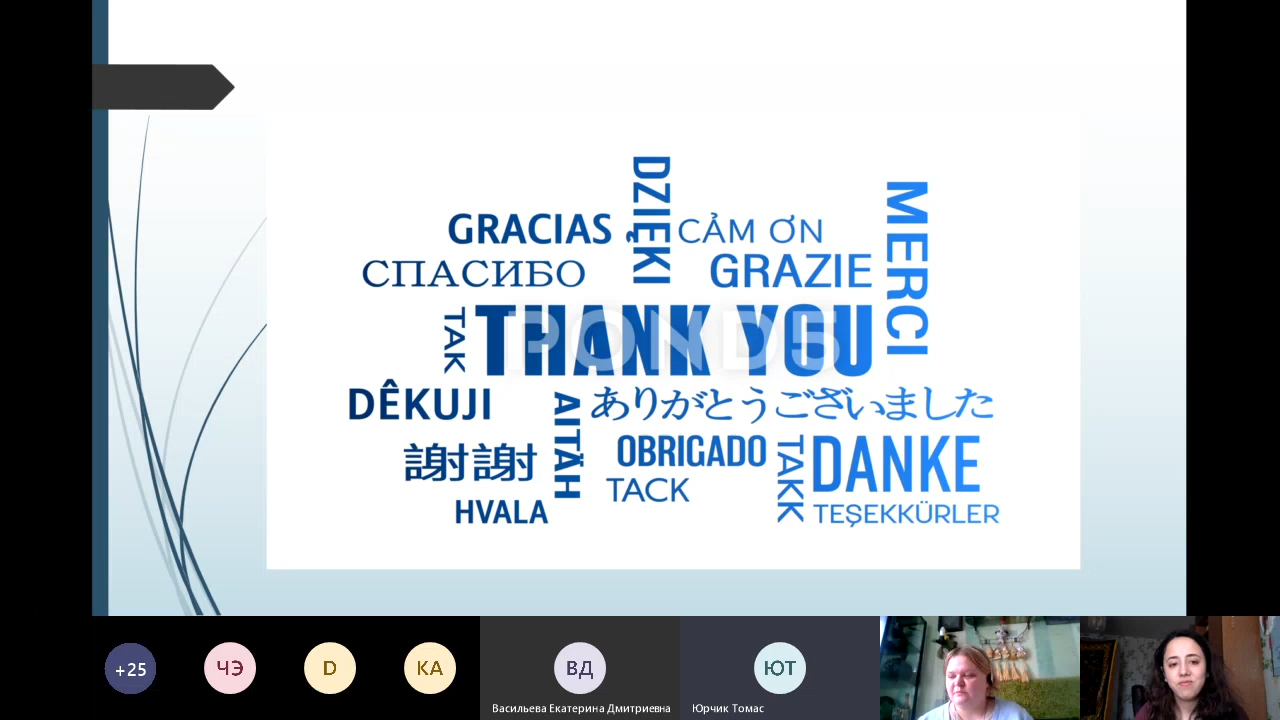 DZIĘKI
MERCI
GRACIAS
CẢM ƠN
СПАСИБО
GRAZIE
TAK
THANK YOU
POND5
DÊKUJI
AITÄH
ありがとうございました
謝謝
OBRIGADO
TAKK
DANKE
TACK
HVALA
TEŞEKKÜRLER
+25
ЧЭ
D
КА
ВД
ЮТ
Васильева Екатерина Дмитриевна
Юрчик Томас